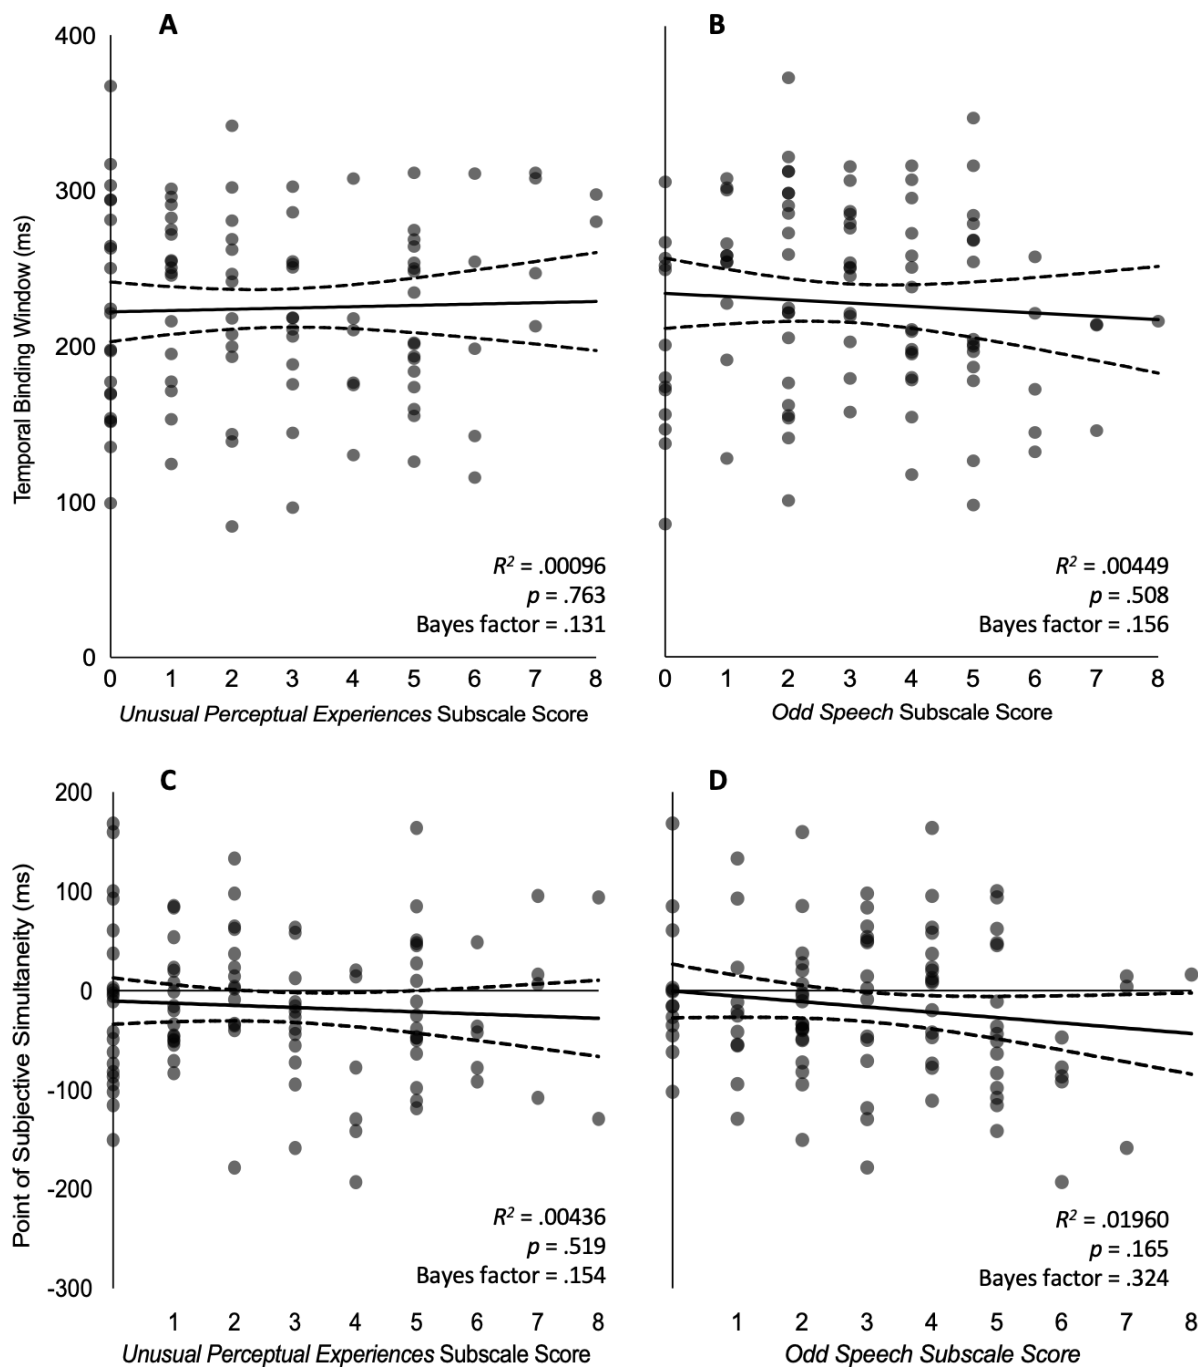 A
B
400
300
200
100
0
Temporal Binding Window (ms)
R² = .00096
p = .763
Bayes factor = .131
R² = .00449
p = .508
Bayes factor = .156
0 1 2 3 4 5 6 7 8
0 1 2 3 4 5 6 7 8
Unusual Perceptual Experiences Subscale Score
Odd Speech Subscale Score
C
D
200
100
0
-100
-200
-300
Point of Subjective Simultaneity (ms)
R² = .00436
p = .519
Bayes factor = .154
R² = .01960
p = .165
Bayes factor = .324
1 2 3 4 5 6 7 8
1 2 3 4 5 6 7 8
Unusual Perceptual Experiences Subscale Score
Odd Speech Subscale Score